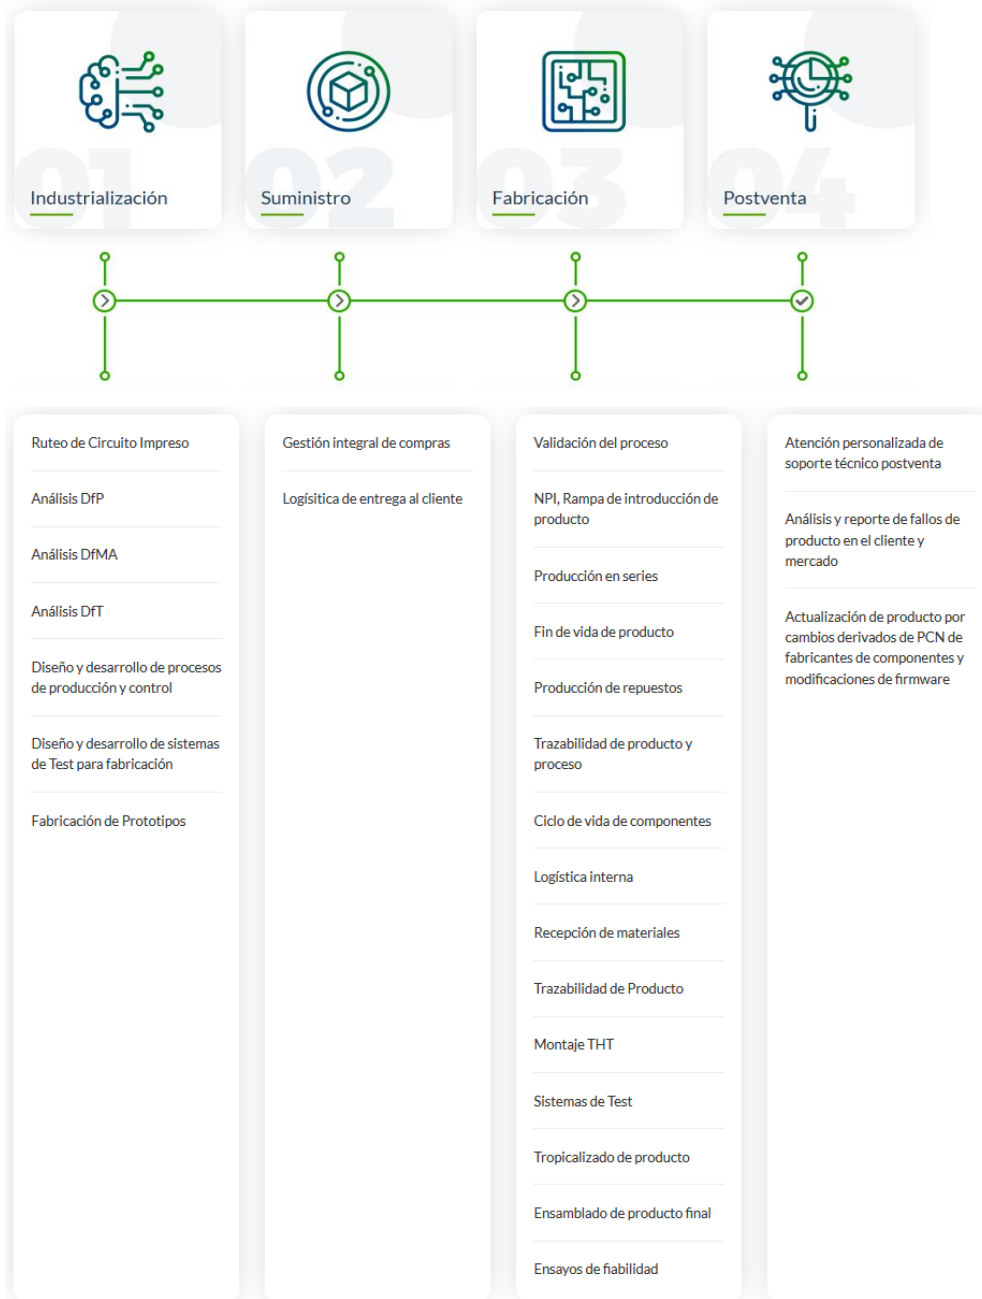 01
Industrialización
02
Suministro
03
Fabricación
04
Postventa
Ruteo de Circuito Impreso
Análisis DfP
Análisis DfMA
Análisis DfT
Diseño y desarrollo de procesos
de producción y control
Diseño y desarrollo de sistemas
de Test para fabricación
Fabricación de Prototipos
Gestión integral de compras
Logísitica de entrega al cliente
Validación del proceso
NPI, Rampa de introducción de
producto
Producción en series
Fin de vida de producto
Producción de repuestos
Trazabilidad de producto y
proceso
Ciclo de vida de componentes
Logística interna
Recepción de materiales
Trazabilidad de Producto
Montaje THT
Sistemas de Test
Tropicalizado de producto
Ensamblado de producto final
Ensayos de fiabilidad
Atención personalizada de
soporte técnico postventa
Análisis y reporte de fallos de
producto en el cliente y
mercado
Actualización de producto por
cambios derivados de PCN de
fabricantes de componentes y
modificaciones de firmware